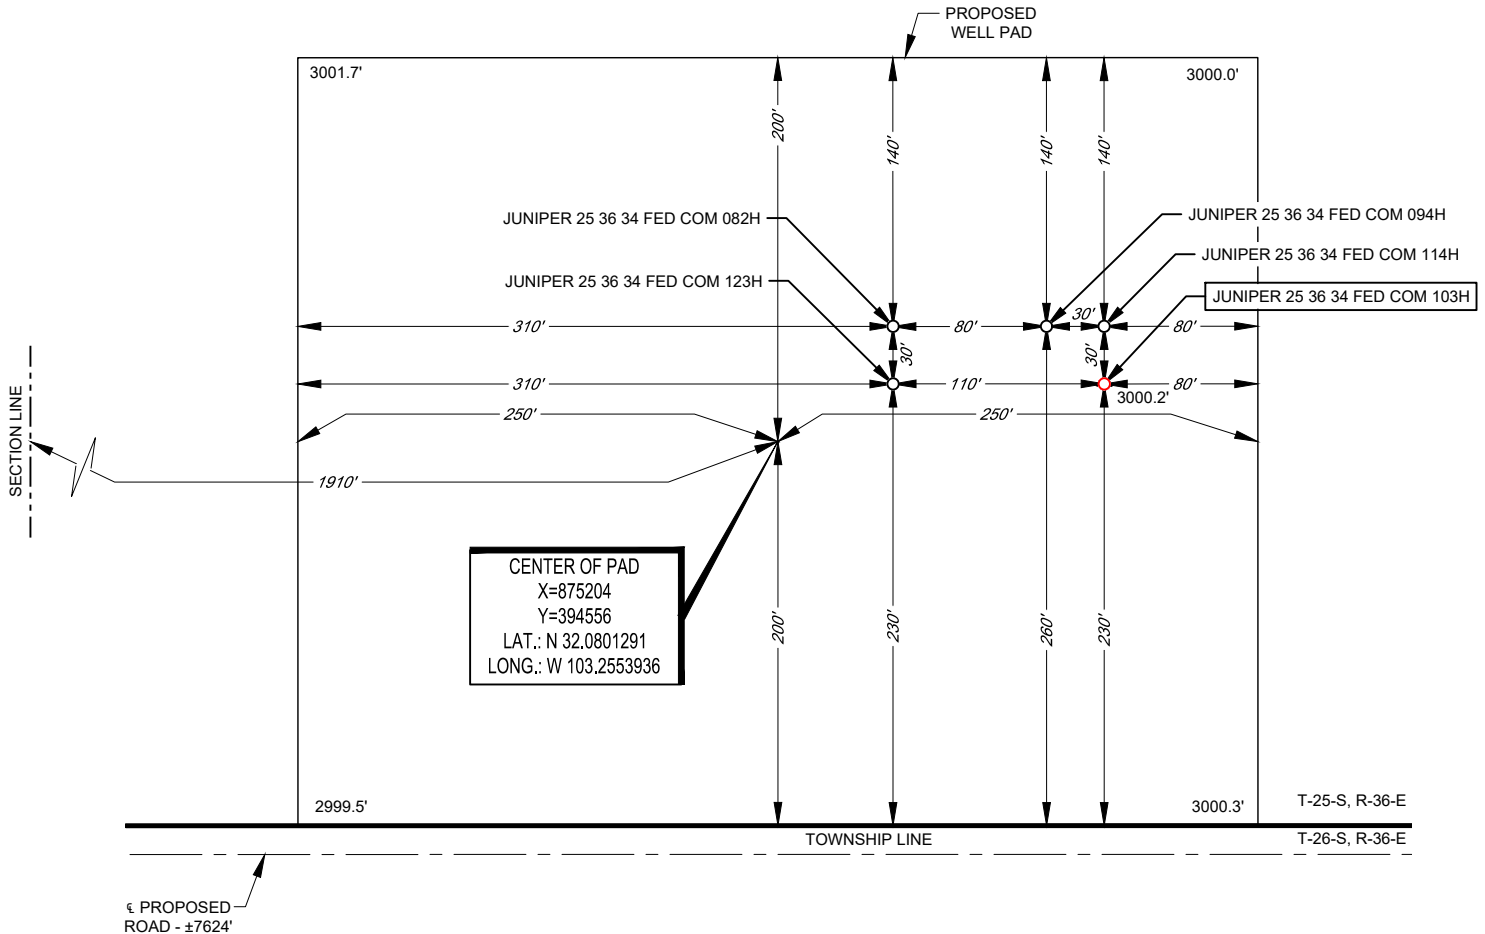 PROPOSED
WELL PAD
3001.7'
3000.0'
200'
140'
140'
140'
JUNIPER 25 36 34 FED COM 082H
JUNIPER 25 36 34 FED COM 094H
JUNIPER 25 36 34 FED COM 114H
JUNIPER 25 36 34 FED COM 123H
JUNIPER 25 36 34 FED COM 103H
310'
80'
30'
80'
30'
30'
310'
110'
80'
3000.2'
250'
250'
SECTION LINE
1910'
CENTER OF PAD
X=875204
Y=394556
LAT.: N 32.0801291
LONG.: W 103.2553936
200'
230'
260'
230'
2999.5'
3000.3'
T-25-S, R-36-E
TOWNSHIP LINE
T-26-S, R-36-E
℄ PROPOSED
ROAD - ±7624'